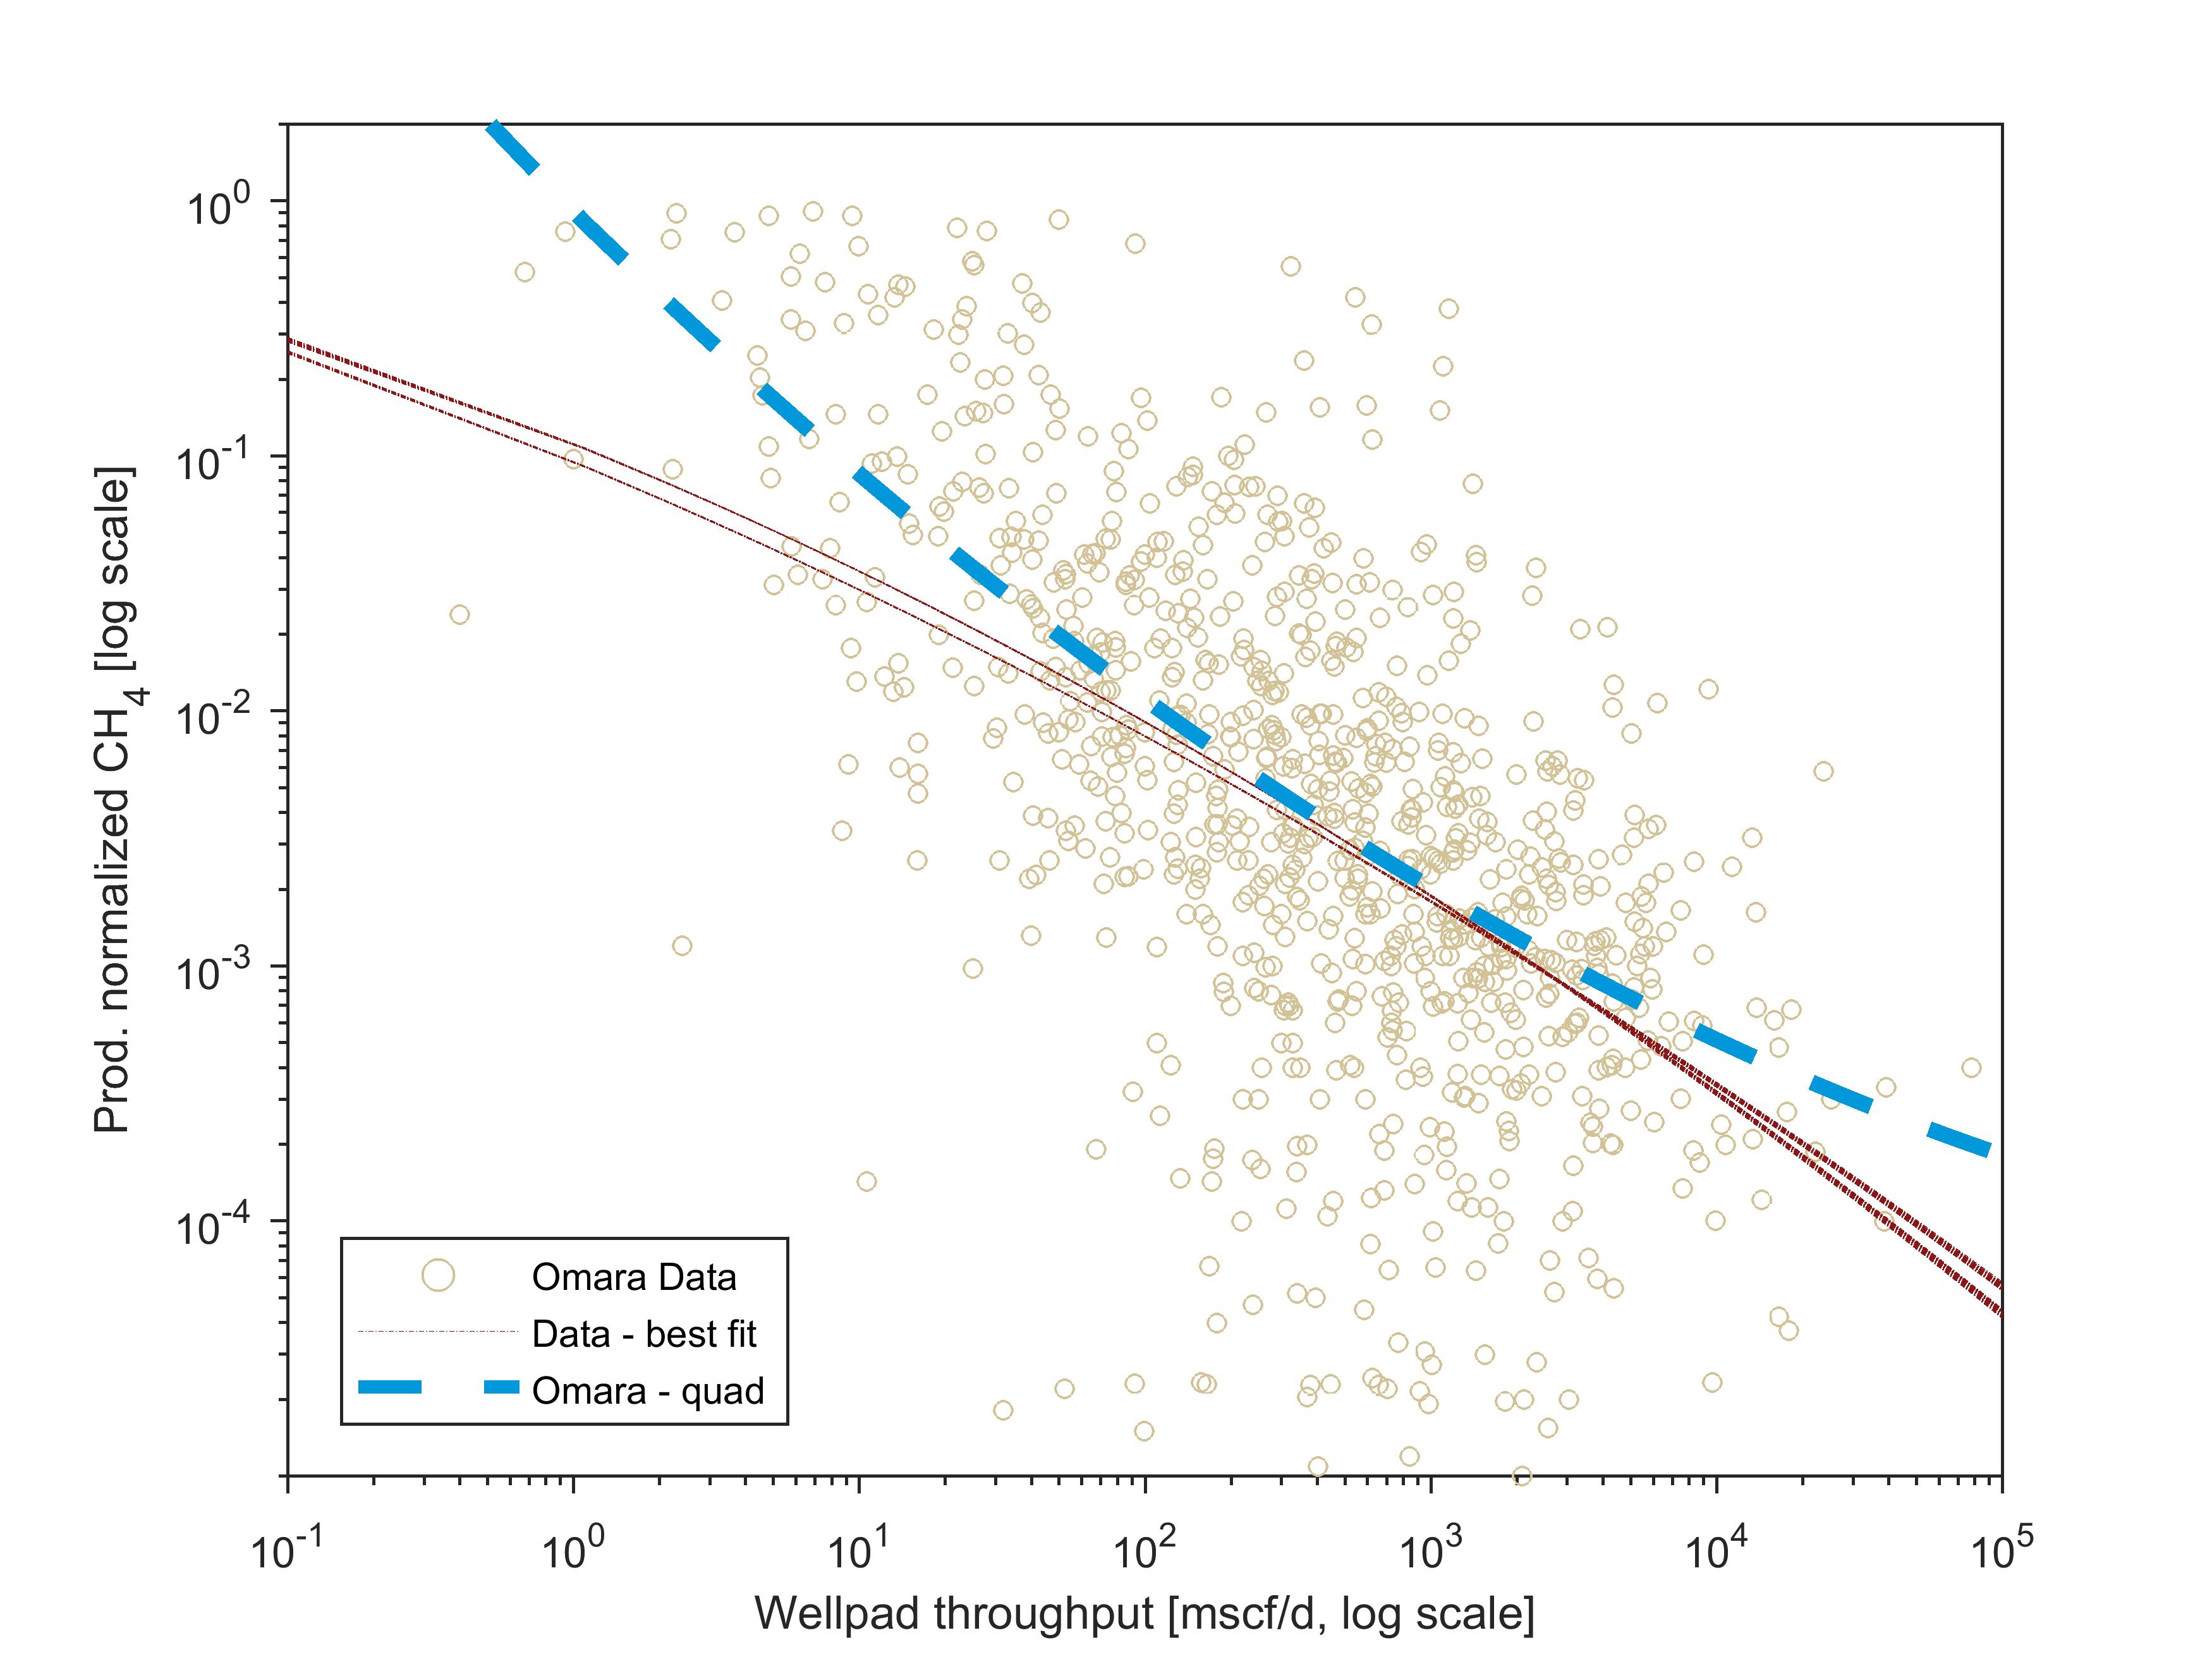 10^0
10^-1
10^-2
10^-3
10^-4
Prod. normalized CH_4 [log scale]
Omara Data
Data - best fit
Omara - quad
10^-1 10^0 10^1 10^2 10^3 10^4 10^5
Wellpad throughput [mscf/d, log scale]